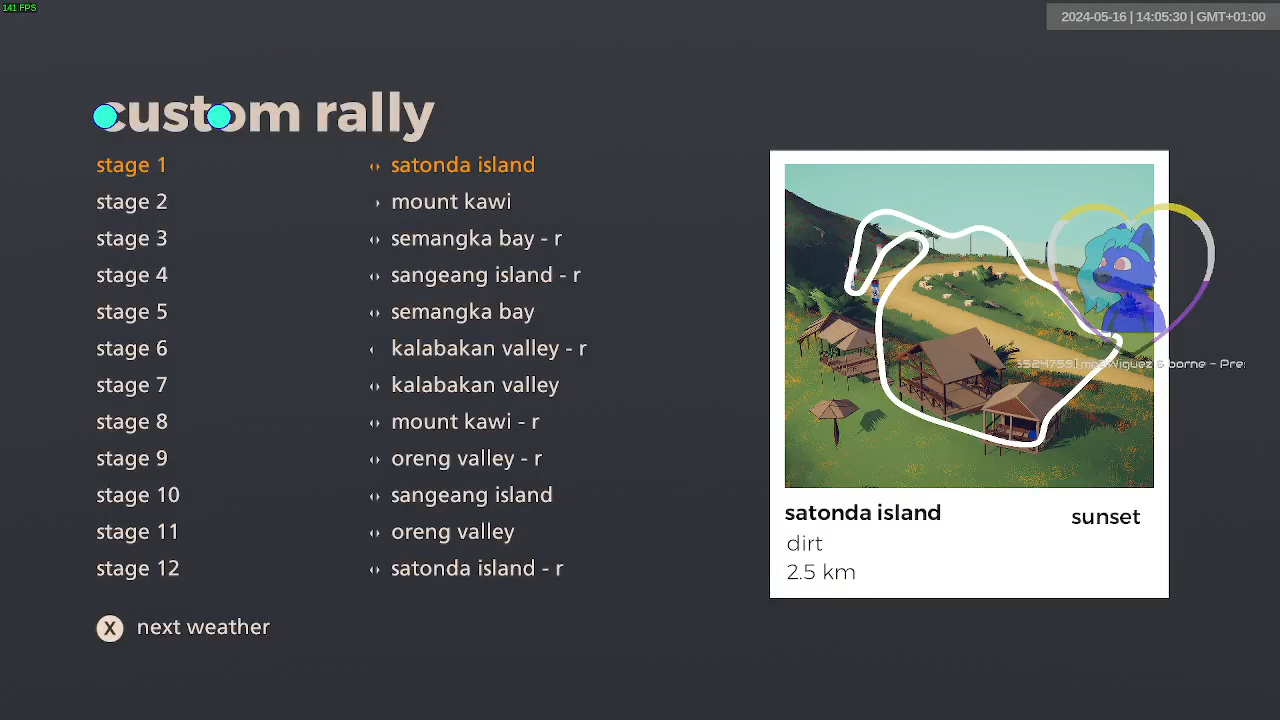 141 FPS
2024-05-16 | 14:05:30 | GMT+01:00
custom rally
stage 1 satonda island
stage 2 mount kawi
stage 3 semangka bay - r
stage 4 sangeang island - r
stage 5 semangka bay
stage 6 kalabakan valley - r
stage 7 kalabakan valley
stage 8 mount kawi - r
stage 9 oreng valley - r
stage 10 sangeang island
stage 11 oreng valley
stage 12 satonda island - r
X next weather
borne - Pre
satonda island sunset
dirt
2.5 km